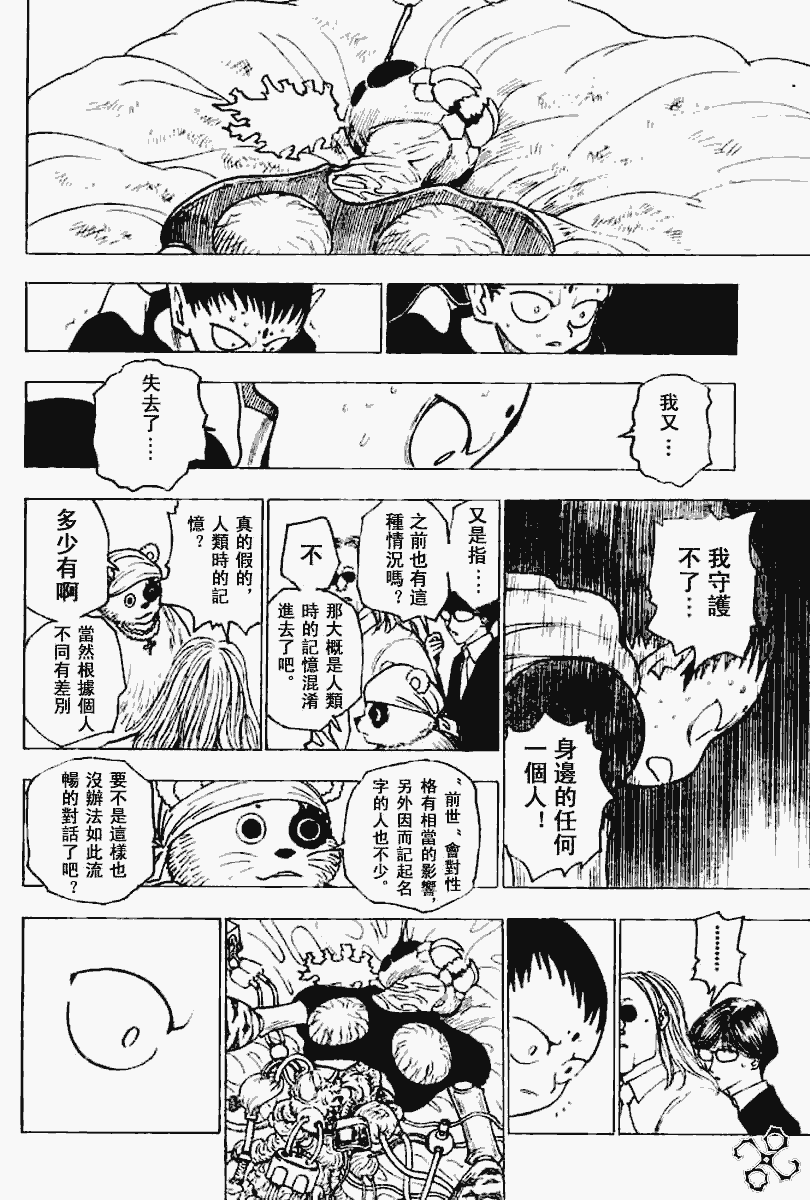 我又…
失去了……
我守護
不了…
身邊的任何
一個人！
又是指…
之前也有這
種情況嗎？
不
那大概是人類
時的記憶混淆
進去了吧。
真的假的，
人類時的記
憶？
多少有啊
當然根據個人
不同有差別
〝前世〞會對性
格有相當的影響，
另外因而記起名
字的人也不少。
要不是這樣也
沒辦法如此流
暢的對話了吧？
………